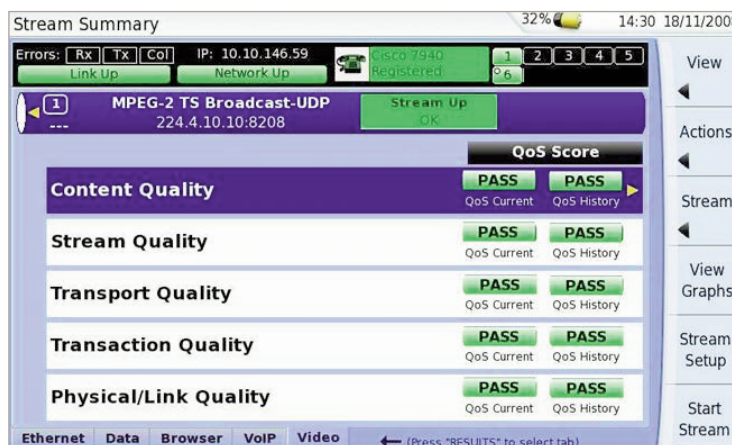 Stream Summary
32%
14:30 18/11/200
Errors: Rx Tx Col IP: 10.10.146.59
Cisco 7940
Registered
1 2 3 4 5
6
Link Up
Network Up
1
MPEG-2 TS Broadcast-UDP
---
224.4.10.10:8208
Stream Up
OK
QoS Score
Content Quality
PASS PASS
QoS Current QoS History
Stream Quality
PASS PASS
QoS Current QoS History
Transport Quality
PASS PASS
QoS Current QoS History
Transaction Quality
PASS PASS
QoS Current QoS History
Physical/Link Quality
PASS PASS
QoS Current QoS History
Ethernet Data Browser VoIP Video
(Press "RESULTS" to select tab)
View
Actions
Stream
View
Graphs
Stream
Setup
Start
Stream